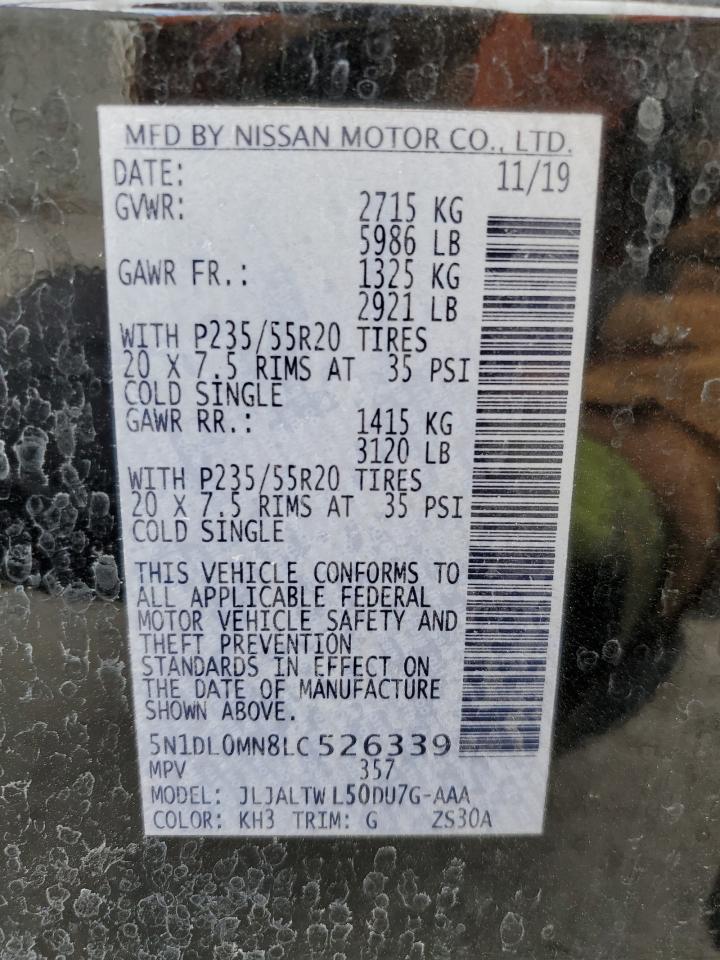 MFD BY NISSAN MOTOR CO., LTD.
DATE: 11/19
GVWR: 2715 KG
5986 LB
GAWR FR.: 1325 KG
2921 LB
WITH P235/55R20 TIRES
20 X 7.5 RIMS AT 35 PSI
COLD SINGLE
GAWR RR.: 1415 KG
3120 LB
WITH P235/55R20 TIRES
20 X 7.5 RIMS AT 35 PSI
COLD SINGLE
THIS VEHICLE CONFORMS TO
ALL APPLICABLE FEDERAL
MOTOR VEHICLE SAFETY AND
THEFT PREVENTION
STANDARDS IN EFFECT ON
THE DATE OF MANUFACTURE
SHOWN ABOVE.
5N1DL0MN8LC526339
MPV 357
MODEL: JLJALTWL50DU7G-AAA
COLOR: KH3 TRIM: G ZS30A